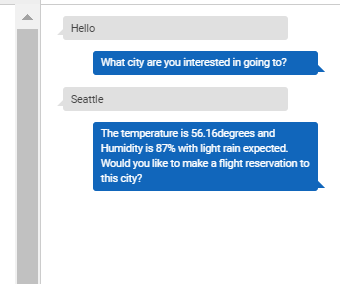 Hello
What city are you interested in going to?
Seattle
The temperature is 56.16degrees and
Humidity is 87% with light rain expected.
Would you like to make a flight reservation to
this city?